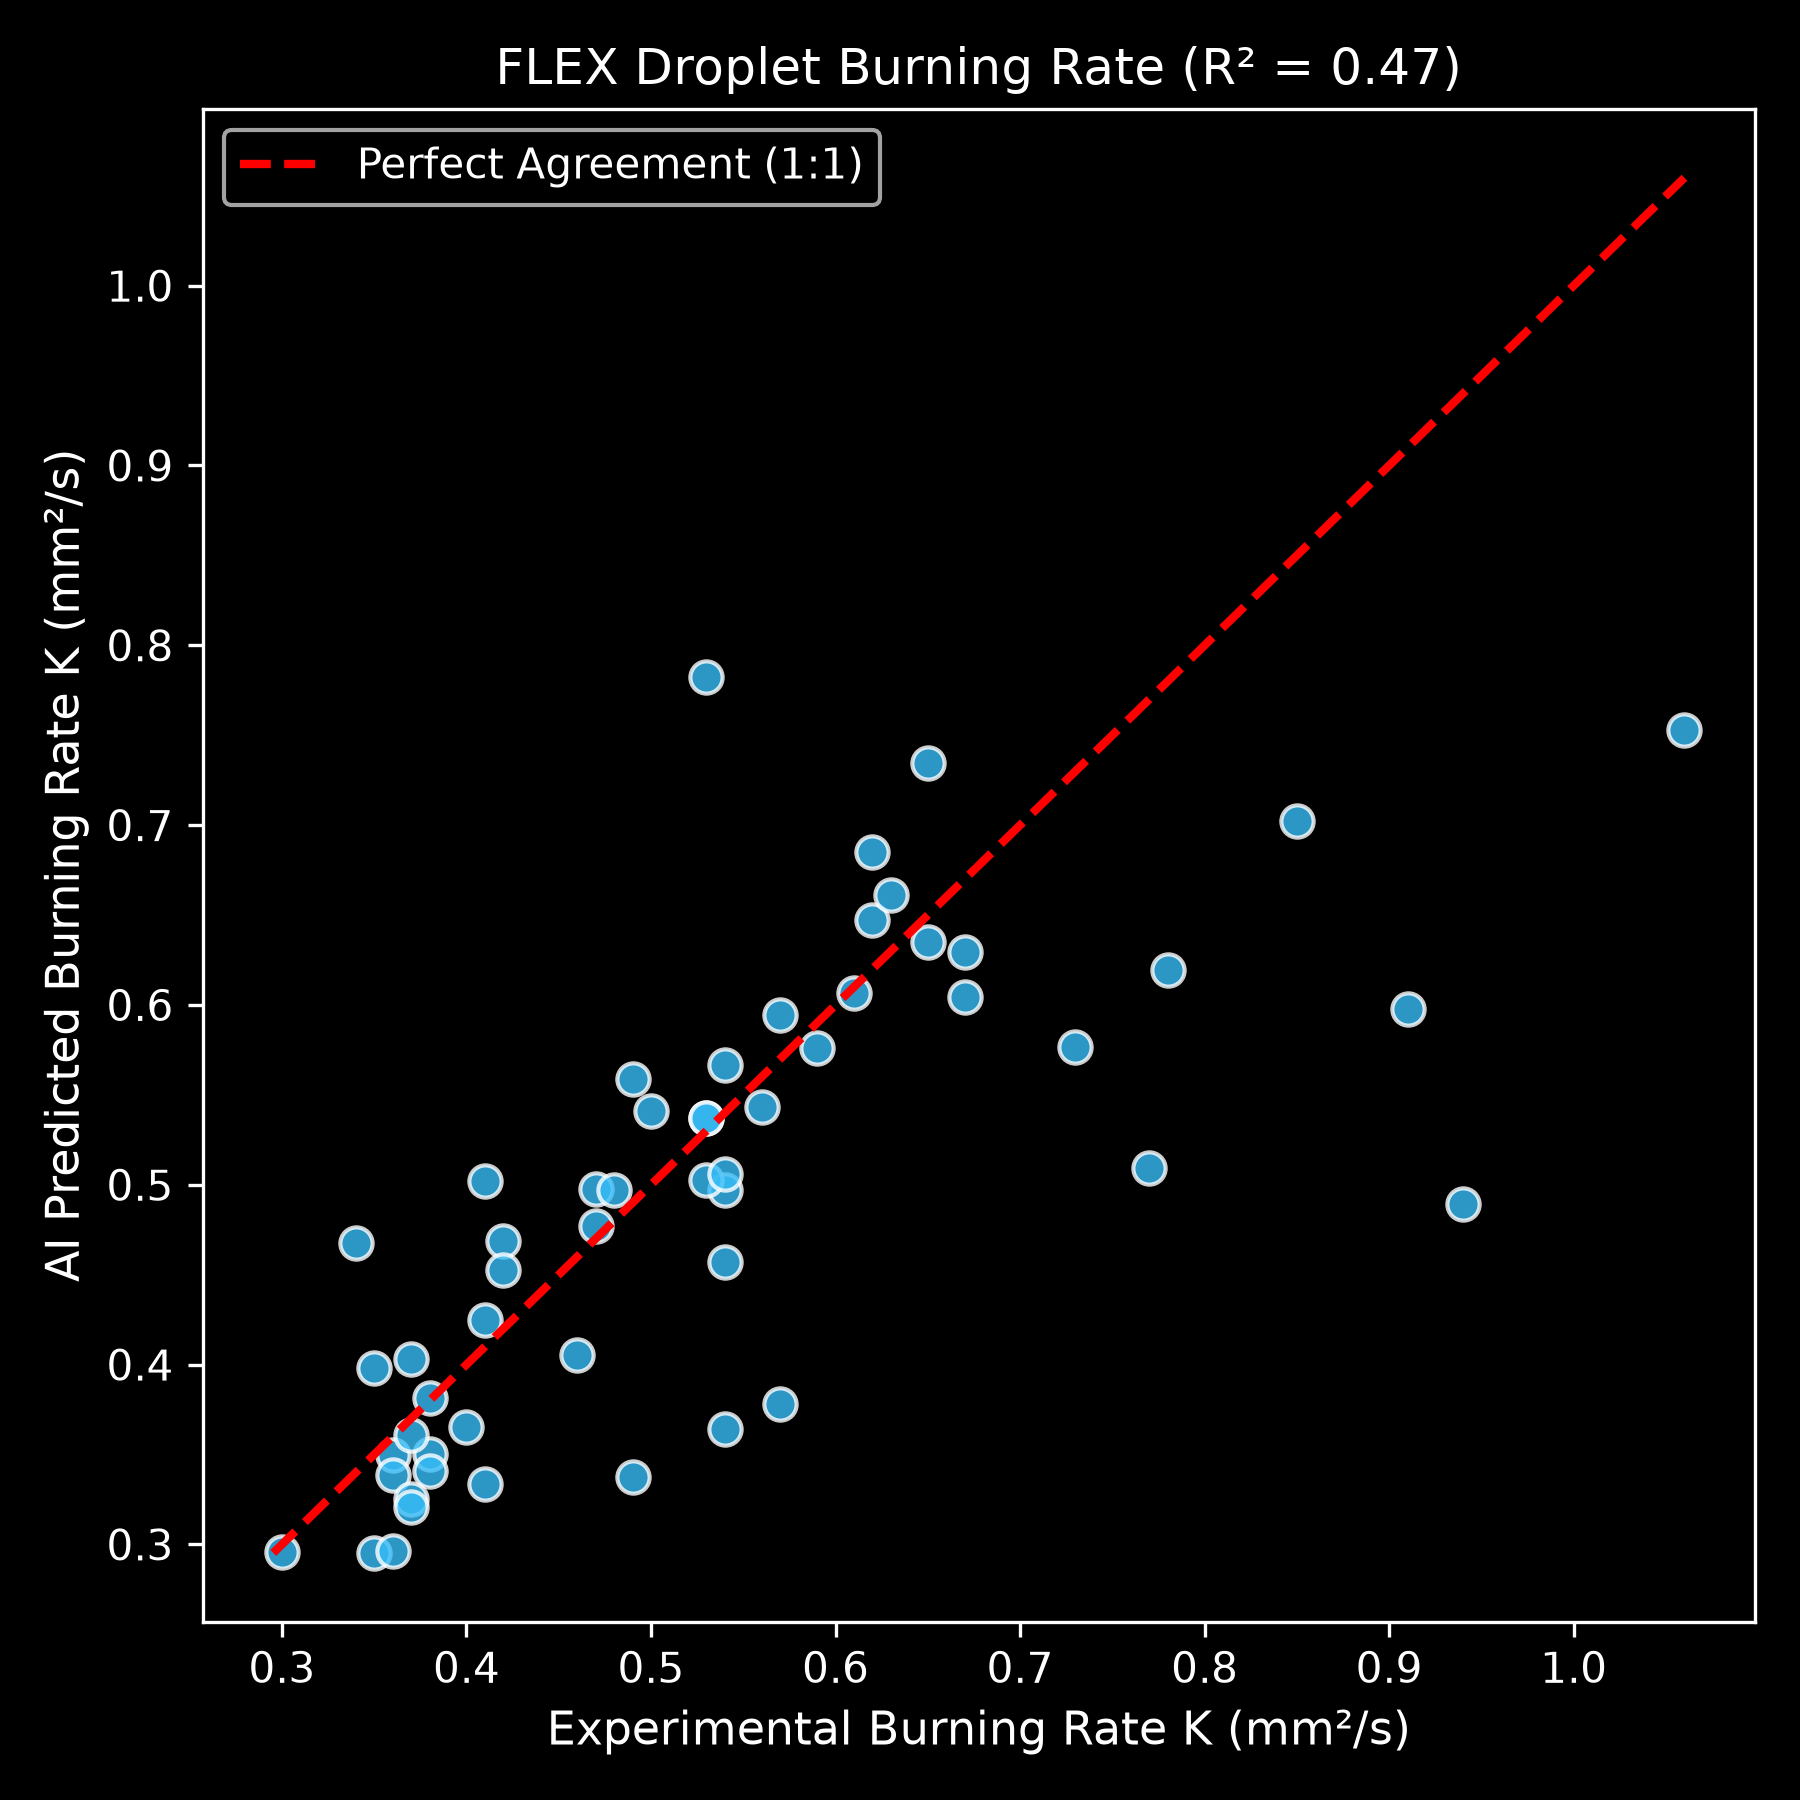 FLEX Droplet Burning Rate (R² = 0.47)
Perfect Agreement (1:1)
AI Predicted Burning Rate K (mm²/s)
1.0
0.9
0.8
0.7
0.6
0.5
0.4
0.3
0.3 0.4 0.5 0.6 0.7 0.8 0.9 1.0
Experimental Burning Rate K (mm²/s)